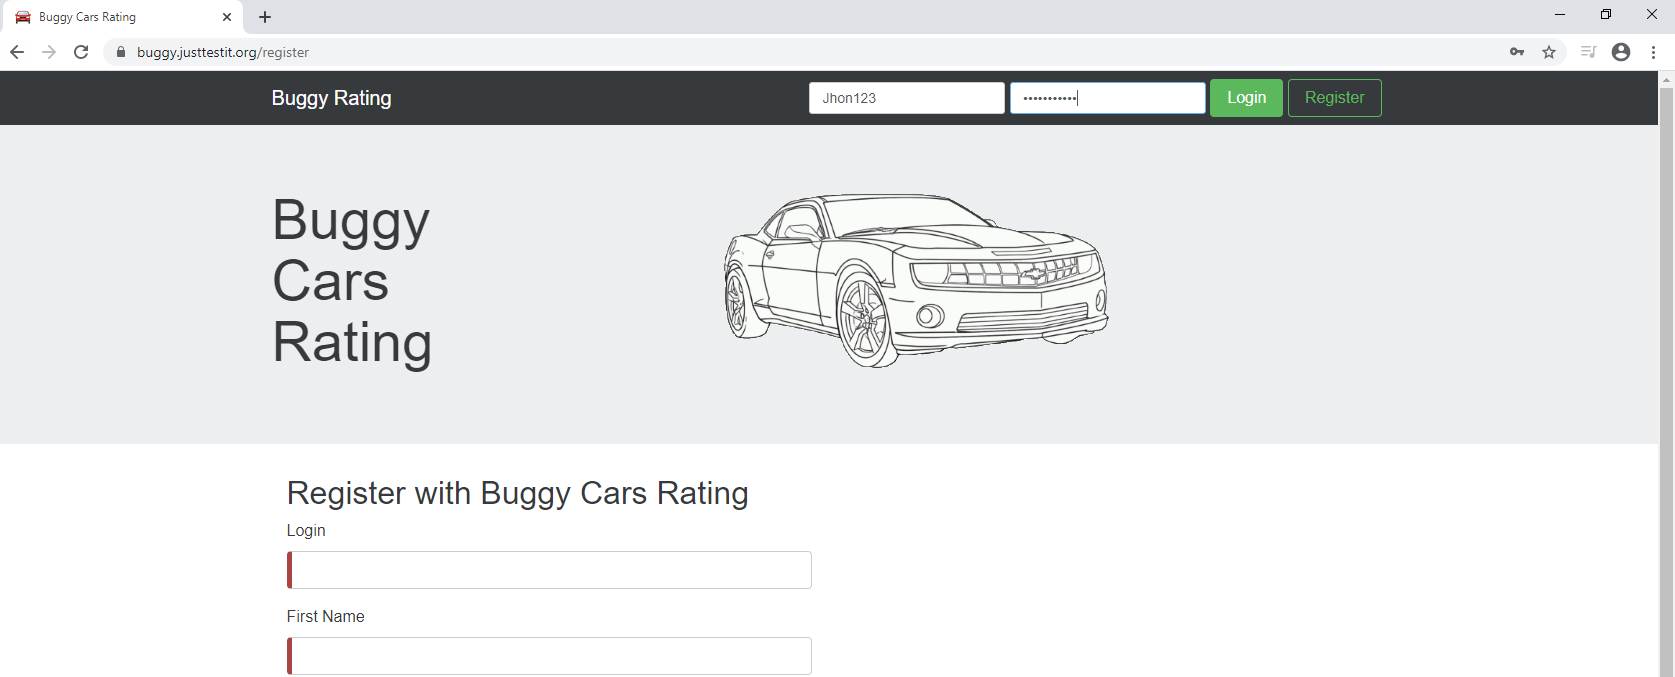 Buggy Cars Rating
buggy.justtestit.org/register
Buggy Rating
Jhon123
•••••••••••
Login
Register
Buggy
Cars
Rating
Register with Buggy Cars Rating
Login
First Name